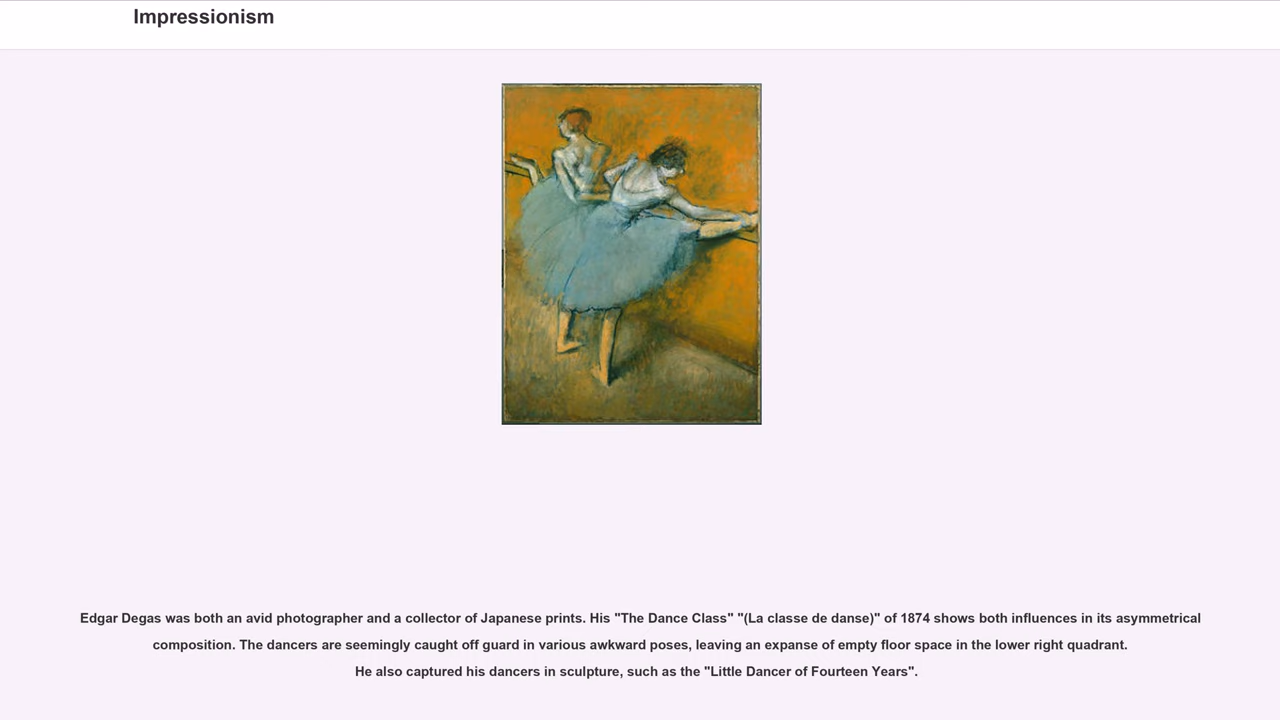 Impressionism
Edgar Degas was both an avid photographer and a collector of Japanese prints. His "The Dance Class" "(La classe de danse)" of 1874 shows both influences in its asymmetrical
composition. The dancers are seemingly caught off guard in various awkward poses, leaving an expanse of empty floor space in the lower right quadrant.
He also captured his dancers in sculpture, such as the "Little Dancer of Fourteen Years".